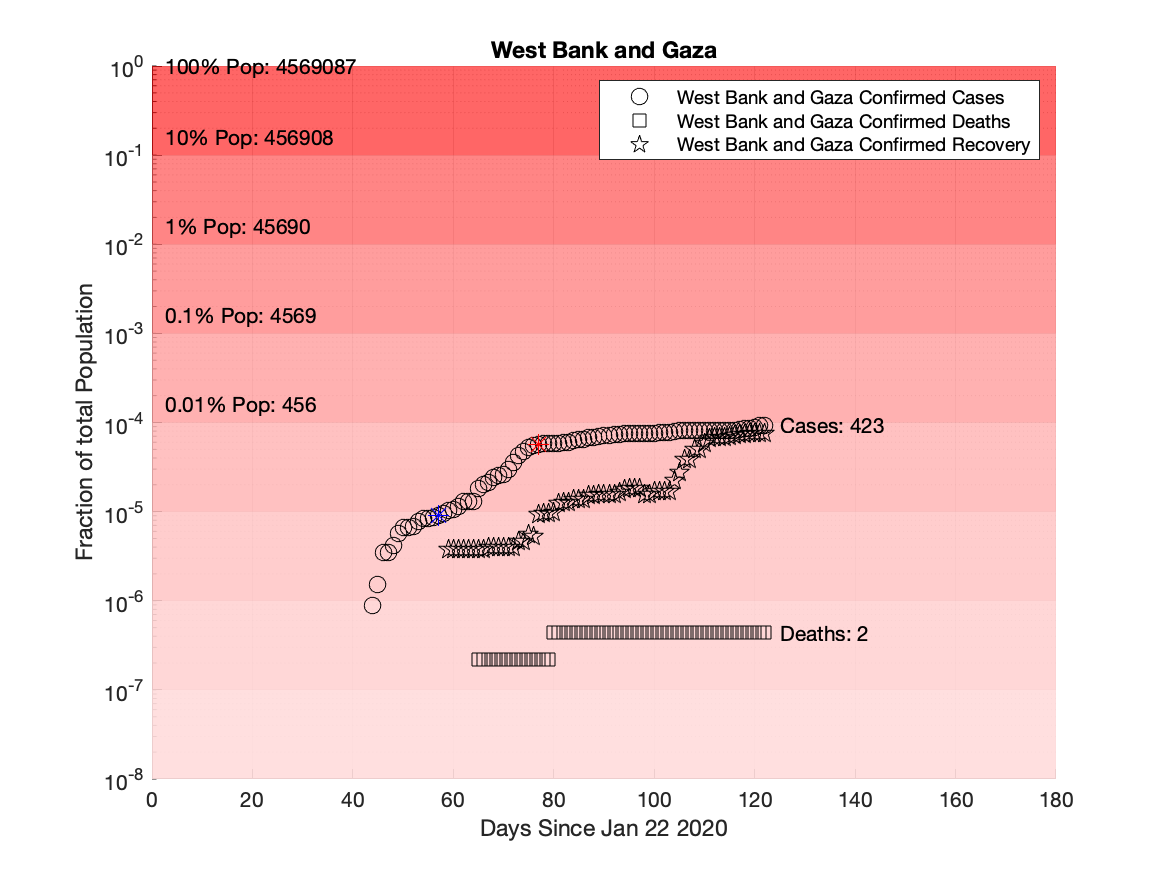 West Bank and Gaza
10^0
10^-1
10^-2
10^-3
10^-4
10^-5
10^-6
10^-7
10^-8
Fraction of total Population
100% Pop: 4569087
10% Pop: 456908
1% Pop: 45690
0.1% Pop: 4569
0.01% Pop: 456
West Bank and Gaza Confirmed Cases
West Bank and Gaza Confirmed Deaths
West Bank and Gaza Confirmed Recovery
Cases: 423
Deaths: 2
0 20 40 60 80 100 120 140 160 180
Days Since Jan 22 2020